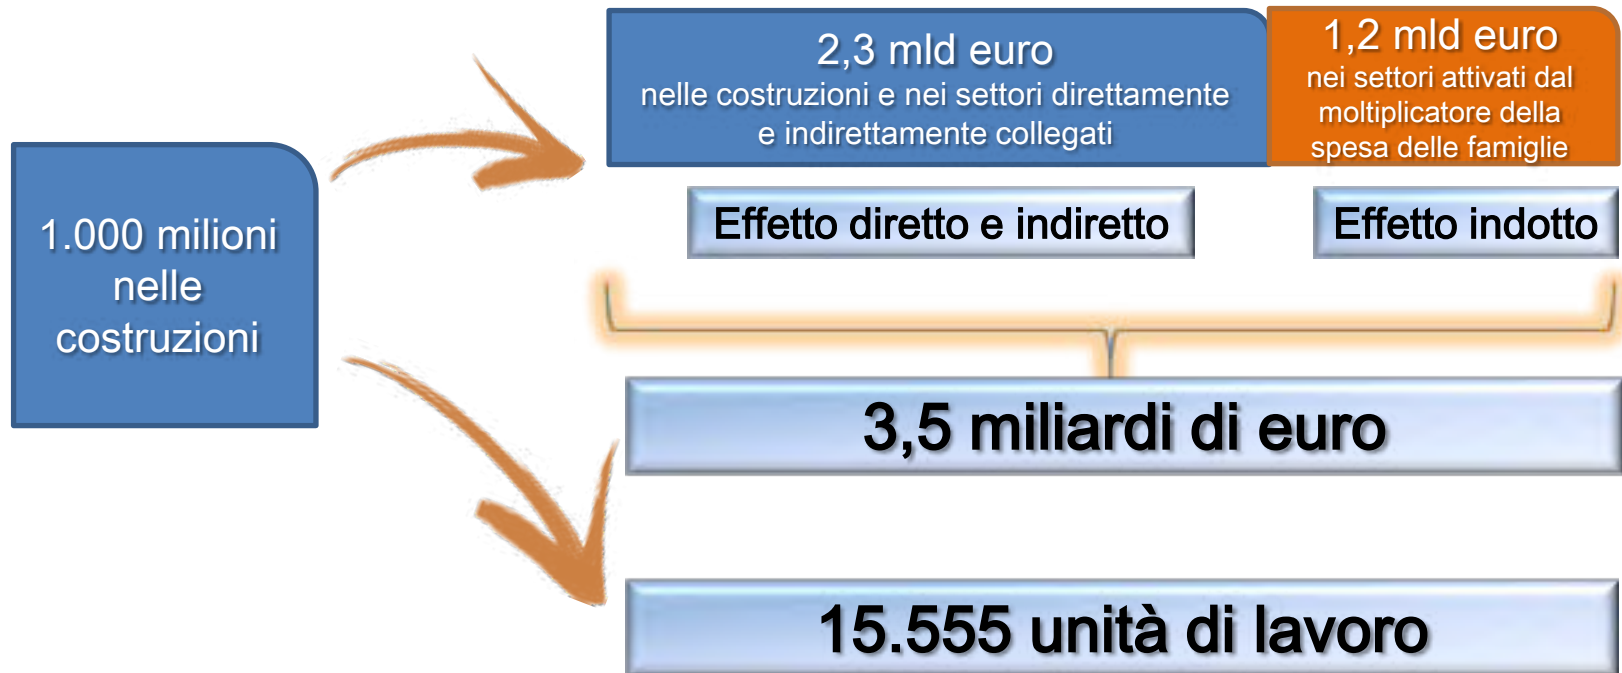 2,3 mld euro
nelle costruzioni e nei settori direttamente
e indirettamente collegati
1,2 mld euro
nei settori attivati dal
moltiplicatore della
spesa delle famiglie
1.000 milioni
nelle
costruzioni
Effetto diretto e indiretto
Effetto indotto
3,5 miliardi di euro
15.555 unità di lavoro